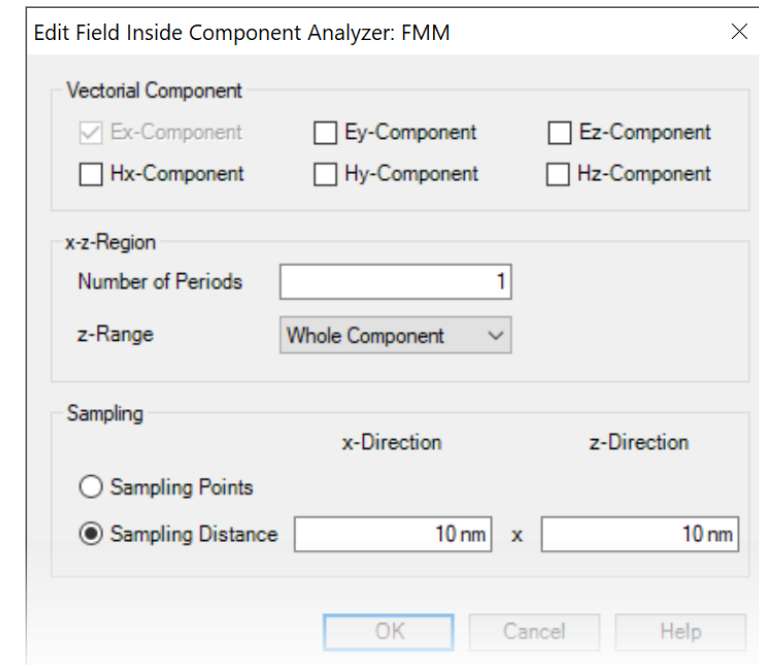 Edit Field Inside Component Analyzer: FMM
Vectorial Component
Ex-Component Ey-Component Ez-Component
Hx-Component Hy-Component Hz-Component
x-z-Region
Number of Periods 1
z-Range Whole Component
Sampling
x-Direction z-Direction
Sampling Points
Sampling Distance 10 nm x 10 nm
OK Cancel Help